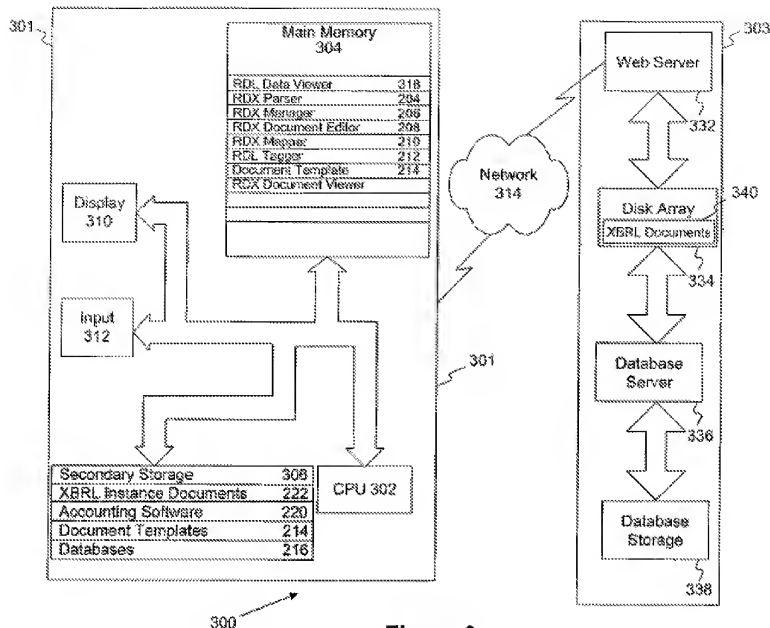 301
Main Memory
304
RDL Data Viewer 316
RDX Parser 204
RDX Manager 206
RDX Document Editor 208
RDX Mapper 210
RDL Tagger 212
Document Template 214
RDX Document Viewer
Display
310
Input
312
Secondary Storage 306
XBRL Instance Documents 222
Accounting Software 220
Document Templates 214
Databases 216
CPU 302
300
301
Network
314
303
Web Server
332
340
Disk Array
XBRL Documents
334
Database
Server
336
Database
Storage
338